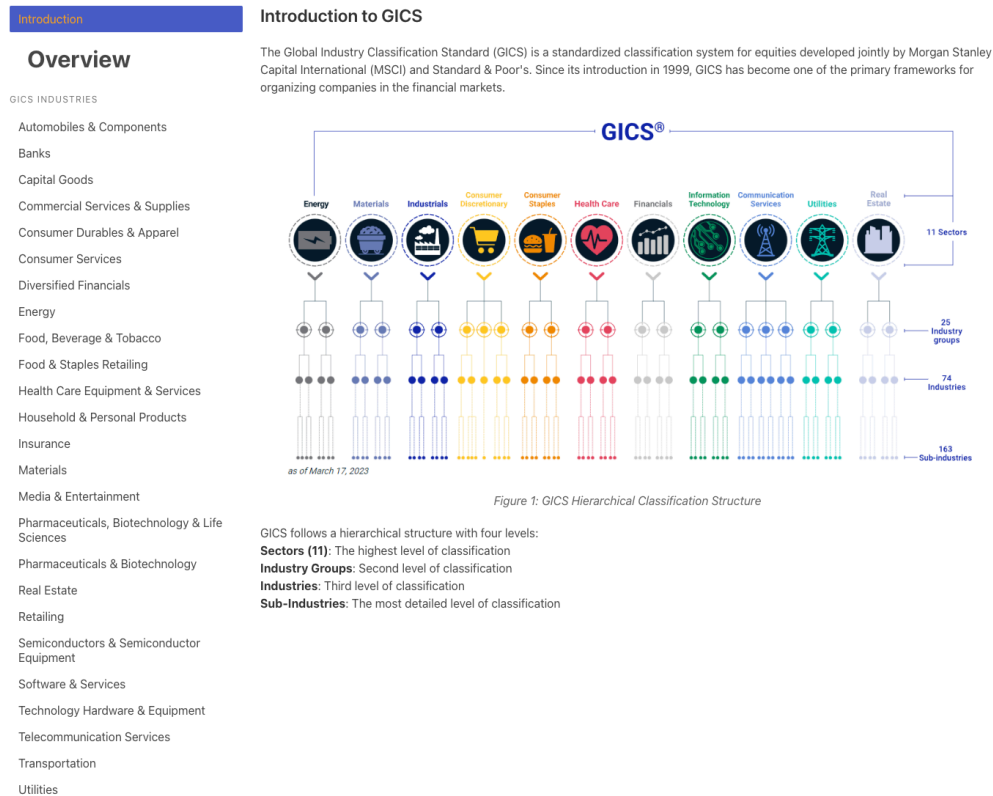 Introduction
Overview
GICS INDUSTRIES
Automobiles & Components
Banks
Capital Goods
Commercial Services & Supplies
Consumer Durables & Apparel
Consumer Services
Diversified Financials
Energy
Food, Beverage & Tobacco
Food & Staples Retailing
Health Care Equipment & Services
Household & Personal Products
Insurance
Materials
Media & Entertainment
Pharmaceuticals, Biotechnology & Life
Sciences
Pharmaceuticals & Biotechnology
Real Estate
Retailing
Semiconductors & Semiconductor
Equipment
Software & Services
Technology Hardware & Equipment
Telecommunication Services
Transportation
Utilities
Introduction to GICS
The Global Industry Classification Standard (GICS) is a standardized classification system for equities developed jointly by Morgan Stanley
Capital International (MSCI) and Standard & Poor's. Since its introduction in 1999, GICS has become one of the primary frameworks for
organizing companies in the financial markets.
GICS®
Energy
Materials
Industrials
Consumer
Discretionary
Consumer
Staples
Health Care
Financials
Information
Technology
Communication
Services
Utilities
Real
Estate
11 Sectors
25
Industry
groups
74
Industries
163
Sub-industries
as of March 17, 2023
Figure 1: GICS Hierarchical Classification Structure
GICS follows a hierarchical structure with four levels:
Sectors (11): The highest level of classification
Industry Groups: Second level of classification
Industries: Third level of classification
Sub-Industries: The most detailed level of classification